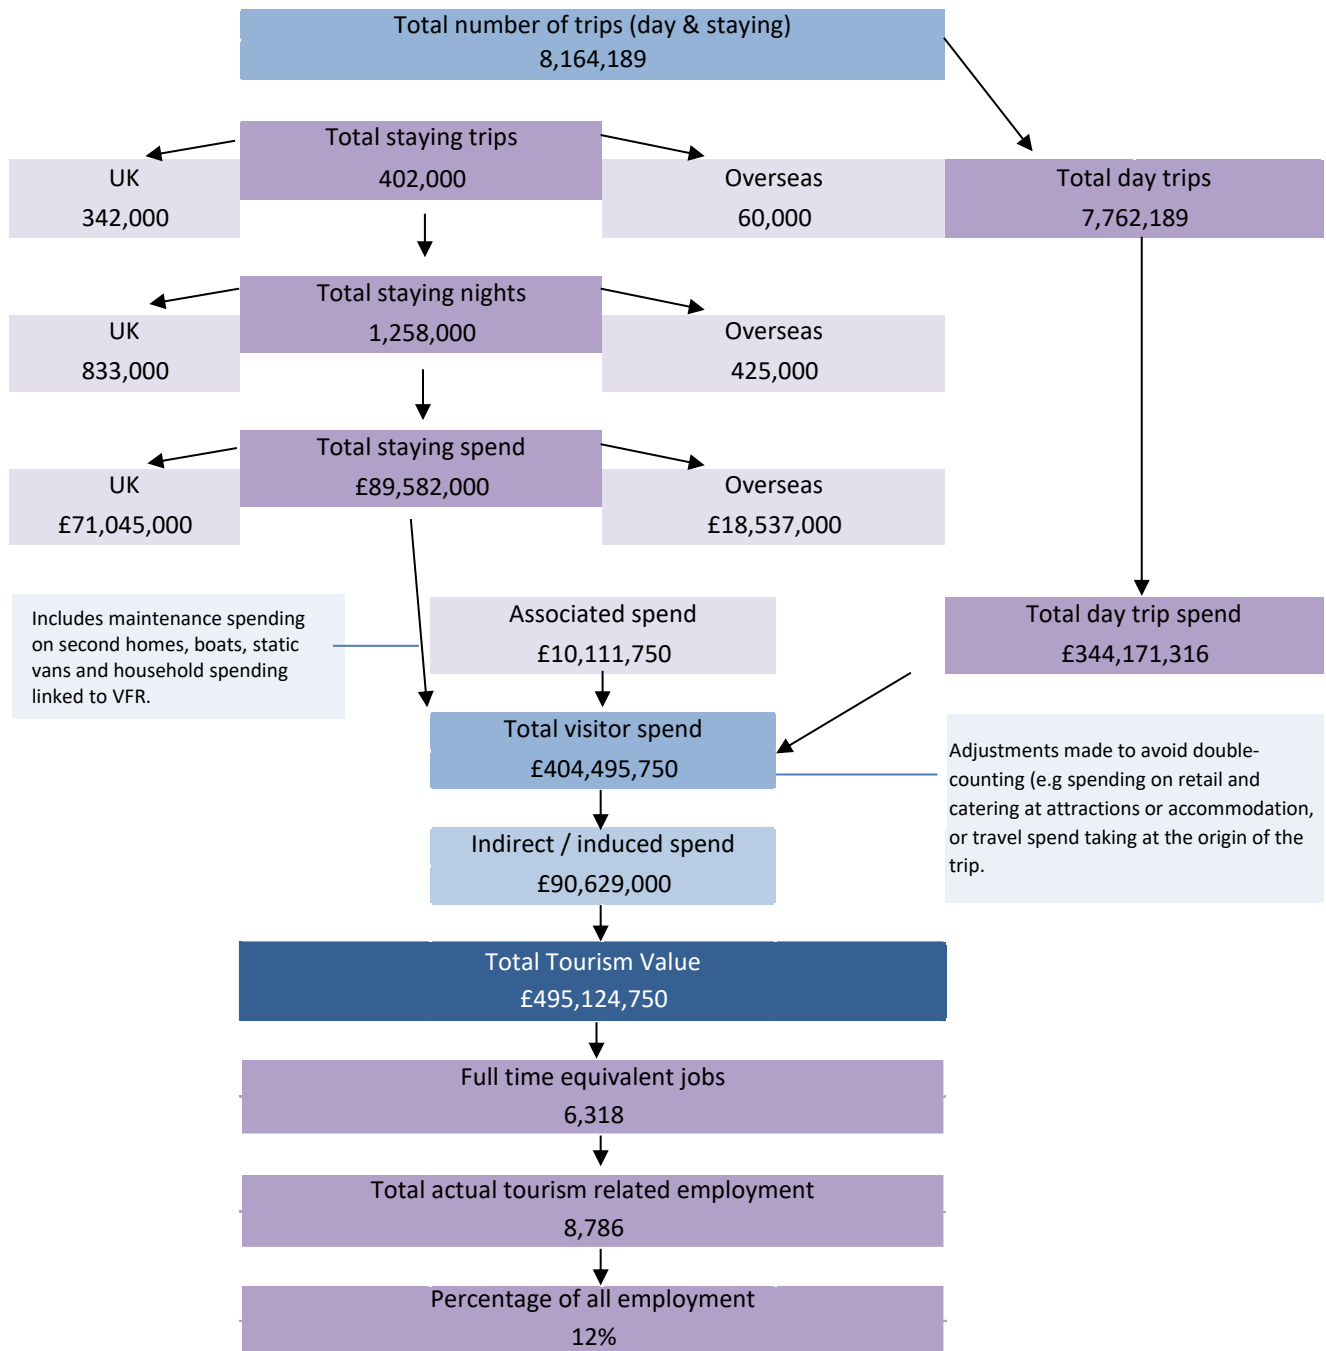 Total number of trips (day & staying)
8,164,189
Total staying trips
402,000
UK
342,000
Overseas
60,000
Total day trips
7,762,189
Total staying nights
1,258,000
UK
833,000
Overseas
425,000
Total staying spend
£89,582,000
UK
£71,045,000
Overseas
£18,537,000
Includes maintenance spending
on second homes, boats, static
vans and household spending
linked to VFR.
Associated spend
£10,111,750
Total day trip spend
£344,171,316
Total visitor spend
£404,495,750
Adjustments made to avoid double-
counting (e.g spending on retail and
catering at attractions or accommodation,
or travel spend taking at the origin of the
trip.
Indirect / induced spend
£90,629,000
Total Tourism Value
£495,124,750
Full time equivalent jobs
6,318
Total actual tourism related employment
8,786
Percentage of all employment
12%